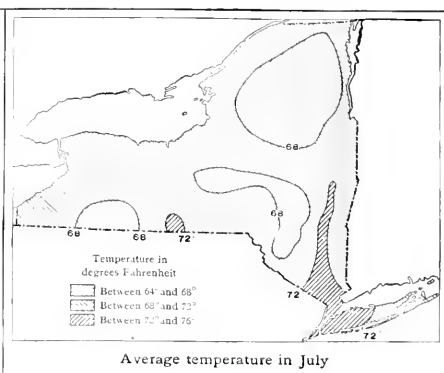 68
68
68
68
72
72
72
Temperature in
degrees Fahrenheit
Between 64° and 68°
Between 68° and 72°
Between 72° and 76°
Average temperature in July